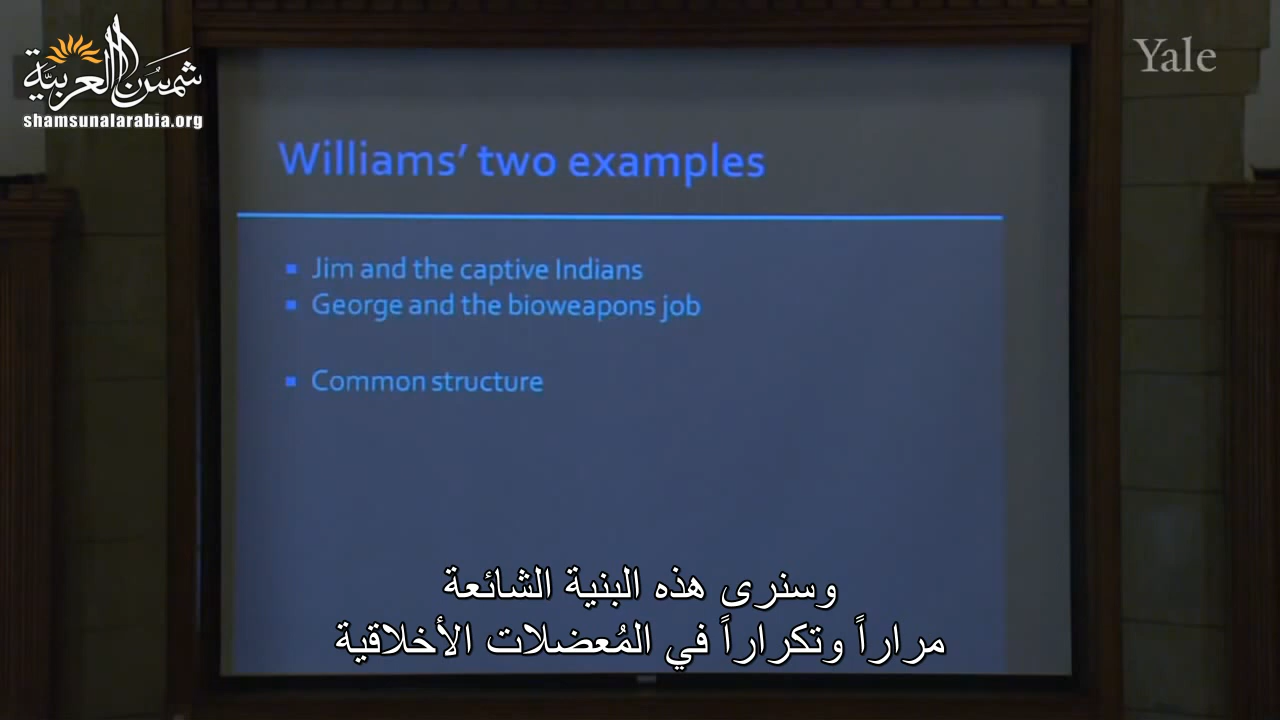 شمس العربية
shamsunalarabia.org
Yale
Williams' two examples
▪ Jim and the captive Indians
▪ George and the bioweapons job
▪ Common structure
وسنرى هذه البنية الشائعة
مراراً وتكراراً في المُعضلات الأخلاقية